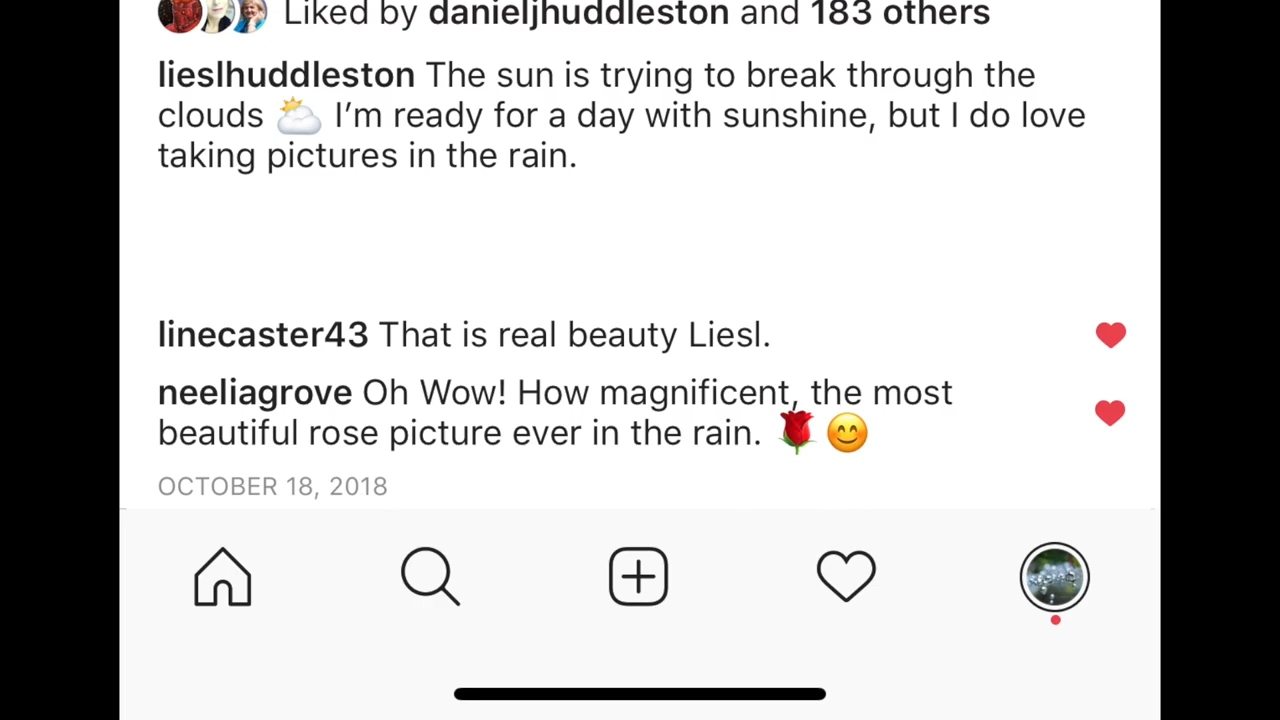 Liked by danieljhuddleston and 183 others
lieslhuddleston The sun is trying to break through the
clouds 🌥️ I’m ready for a day with sunshine, but I do love
taking pictures in the rain.
linecaster43 That is real beauty Liesl.
neeliagrove Oh Wow! How magnificent, the most
beautiful rose picture ever in the rain. 🌹😊
OCTOBER 18, 2018